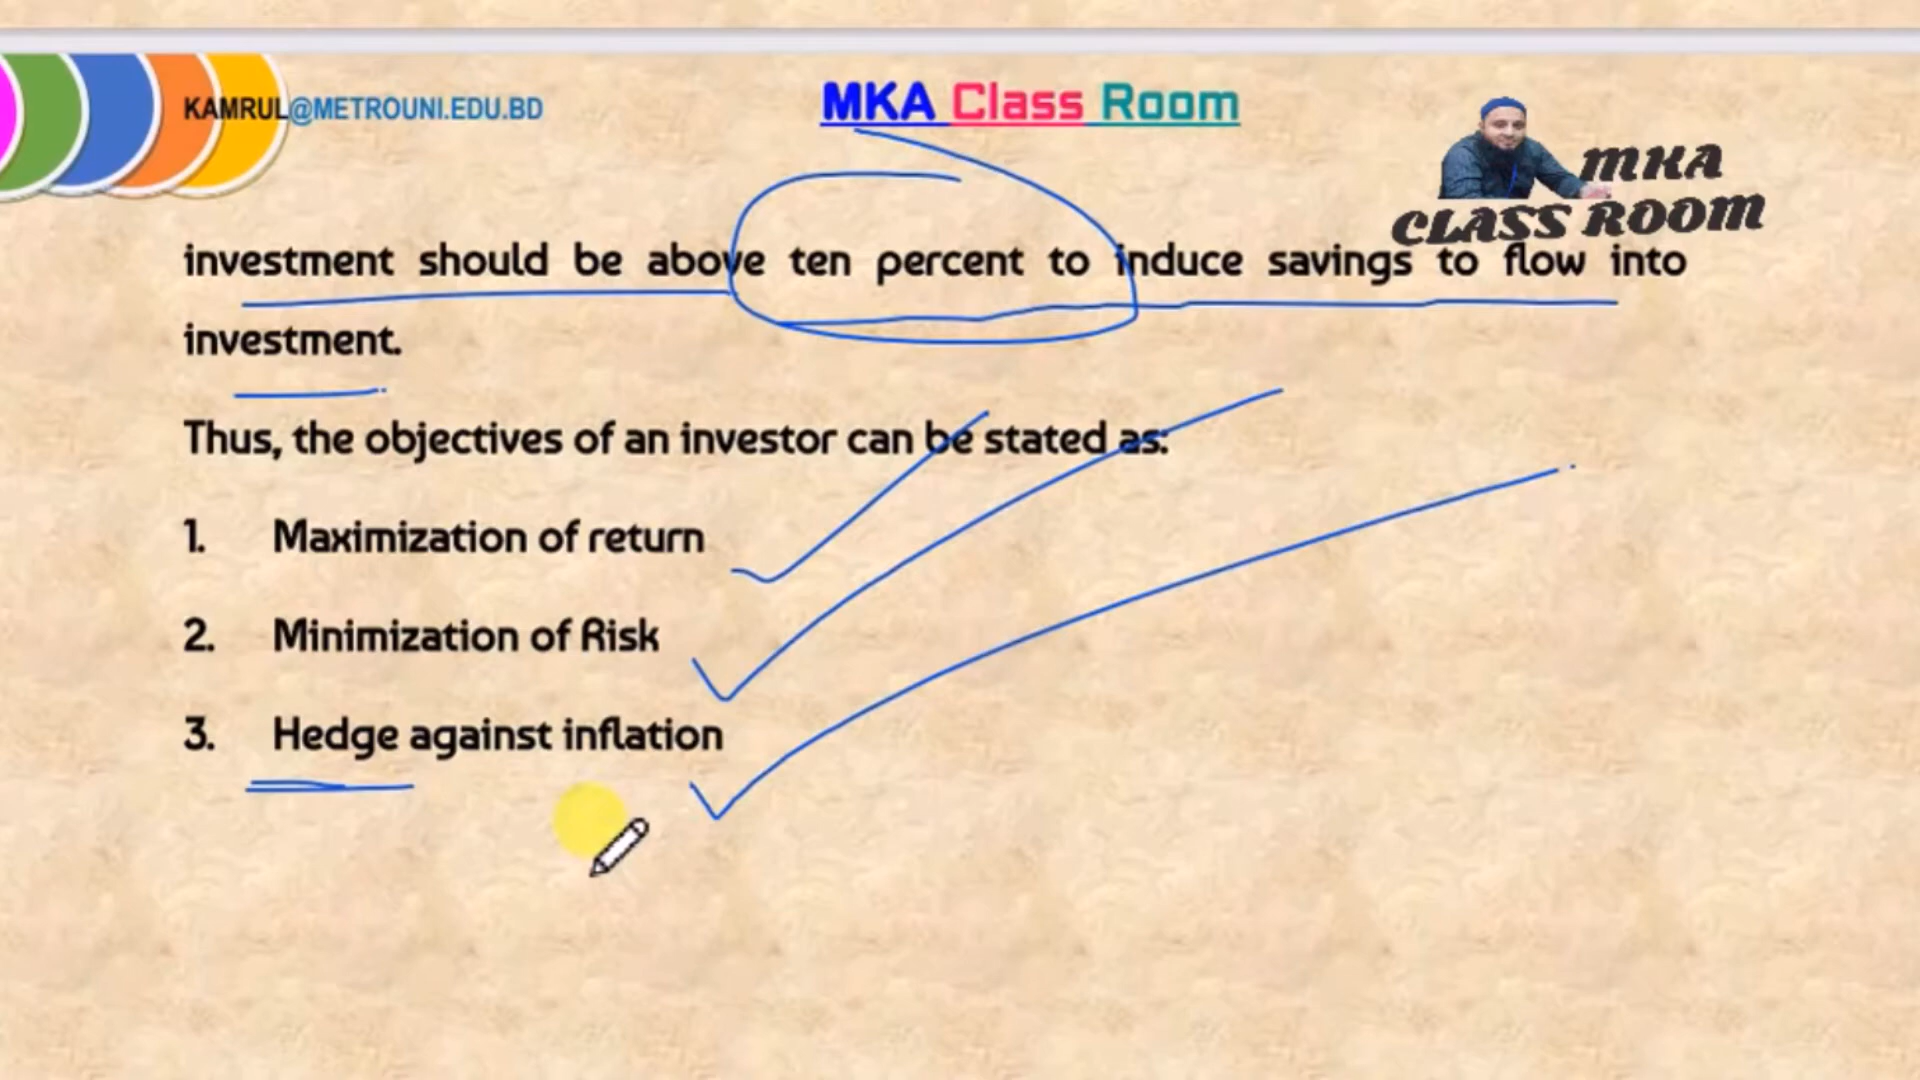 KAMRUL@METROUNI.EDU.BD
MKA Class Room
MKA
CLASS ROOM
investment should be above ten percent to induce savings to flow into
investment.
Thus, the objectives of an investor can be stated as:
1. Maximization of return
2. Minimization of Risk
3. Hedge against inflation